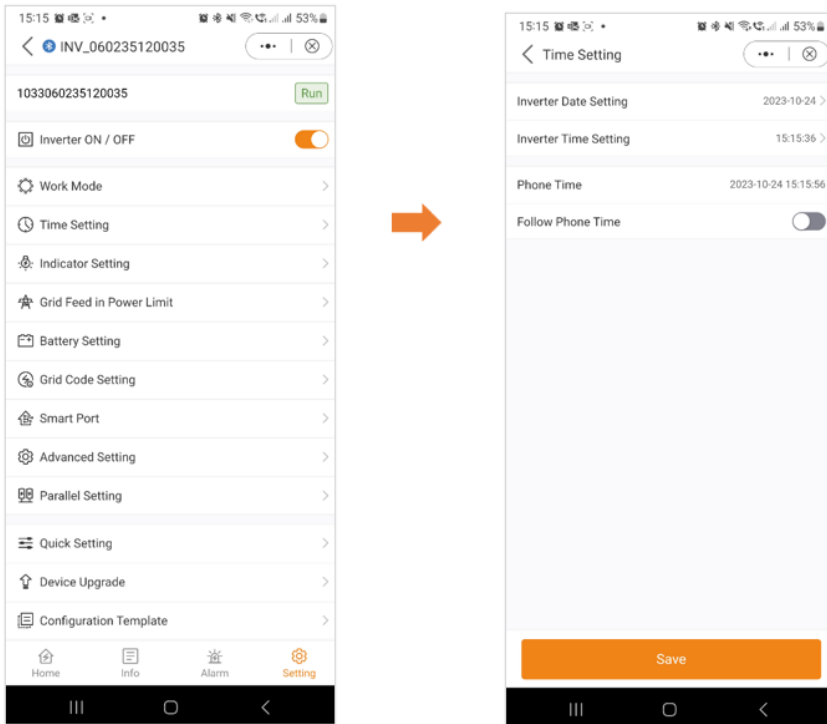 15:15 53%
INV_060235120035
1033060235120035 Run
Inverter ON / OFF
Work Mode
Time Setting
Indicator Setting
Grid Feed in Power Limit
Battery Setting
Grid Code Setting
Smart Port
Advanced Setting
Parallel Setting
Quick Setting
Device Upgrade
Configuration Template
Home Info Alarm Setting
15:15 53%
Time Setting
Inverter Date Setting 2023-10-24
Inverter Time Setting 15:15:36
Phone Time 2023-10-24 15:15:56
Follow Phone Time
Save